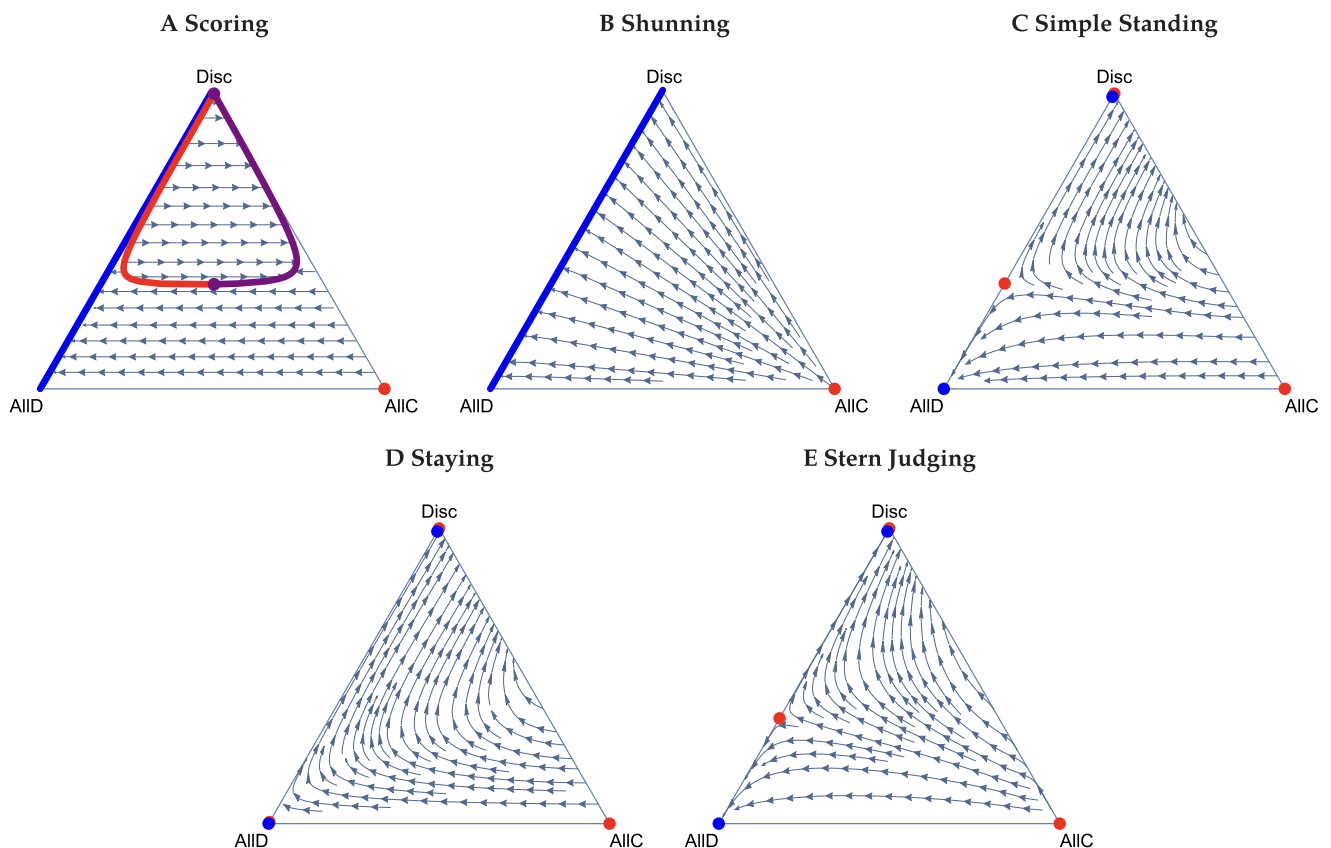 A Scoring
B Shunning
C Simple Standing
Disc
Disc
Disc
AllD
AllC
AllD
AllC
AllD
AllC
D Staying
E Stern Judging
Disc
Disc
AllD
AllC
AllD
AllC